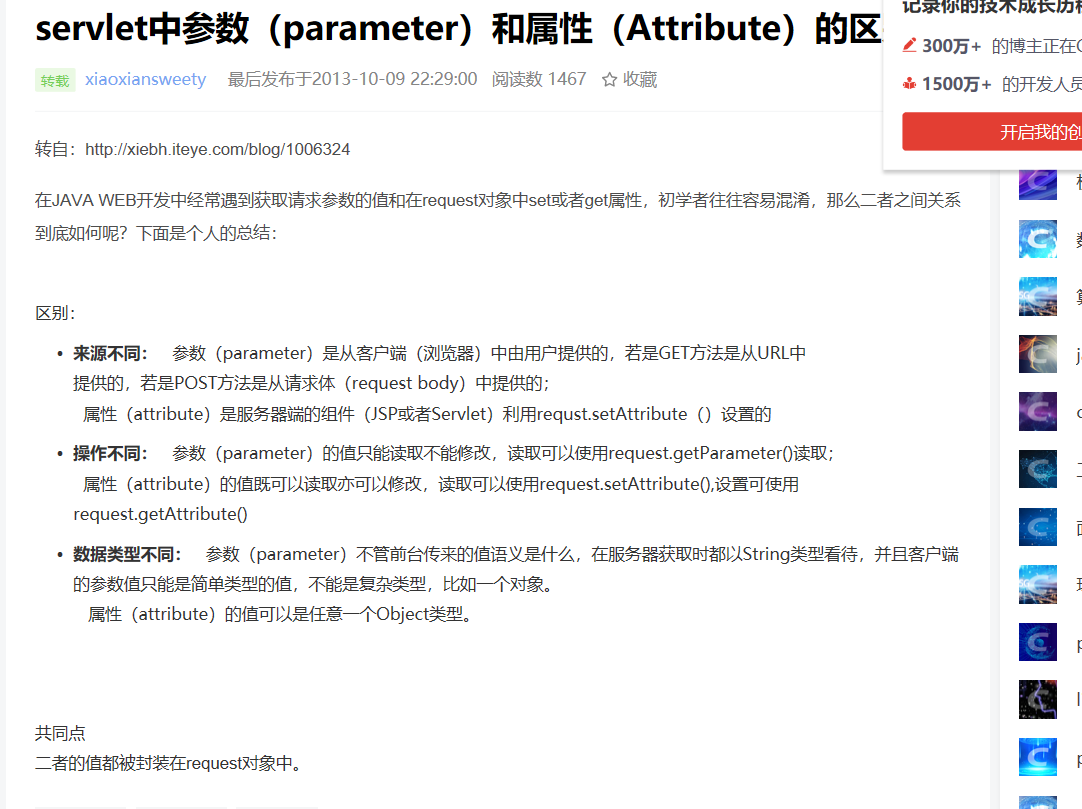 servlet中参数（parameter）和属性（Attribute）的区
记录你的技术成长历程
300万+ 的博主正在C
1500万+ 的开发人员
开启我的创
转载 xiaoxiansweety 最后发布于2013-10-09 22:29:00 阅读数 1467 收藏
转自：http://xiebh.iteye.com/blog/1006324
在JAVA WEB开发中经常遇到获取请求参数的值和在request对象中set或者get属性，初学者往往容易混淆，那么二者之间关系
到底如何呢？下面是个人的总结：
区别：
• 来源不同： 参数（parameter）是从客户端（浏览器）中由用户提供的，若是GET方法是从URL中
提供的，若是POST方法是从请求体（request body）中提供的；
属性（attribute）是服务器端的组件（JSP或者Servlet）利用requst.setAttribute（）设置的
• 操作不同： 参数（parameter）的值只能读取不能修改，读取可以使用request.getParameter()读取；
属性（attribute）的值既可以读取亦可以修改，读取可以使用request.setAttribute(),设置可使用
request.getAttribute()
• 数据类型不同： 参数（parameter）不管前台传来的值语义是什么，在服务器获取时都以String类型看待，并且客户端
的参数值只能是简单类型的值，不能是复杂类型，比如一个对象。
属性（attribute）的值可以是任意一个Object类型。
共同点
二者的值都被封装在request对象中。